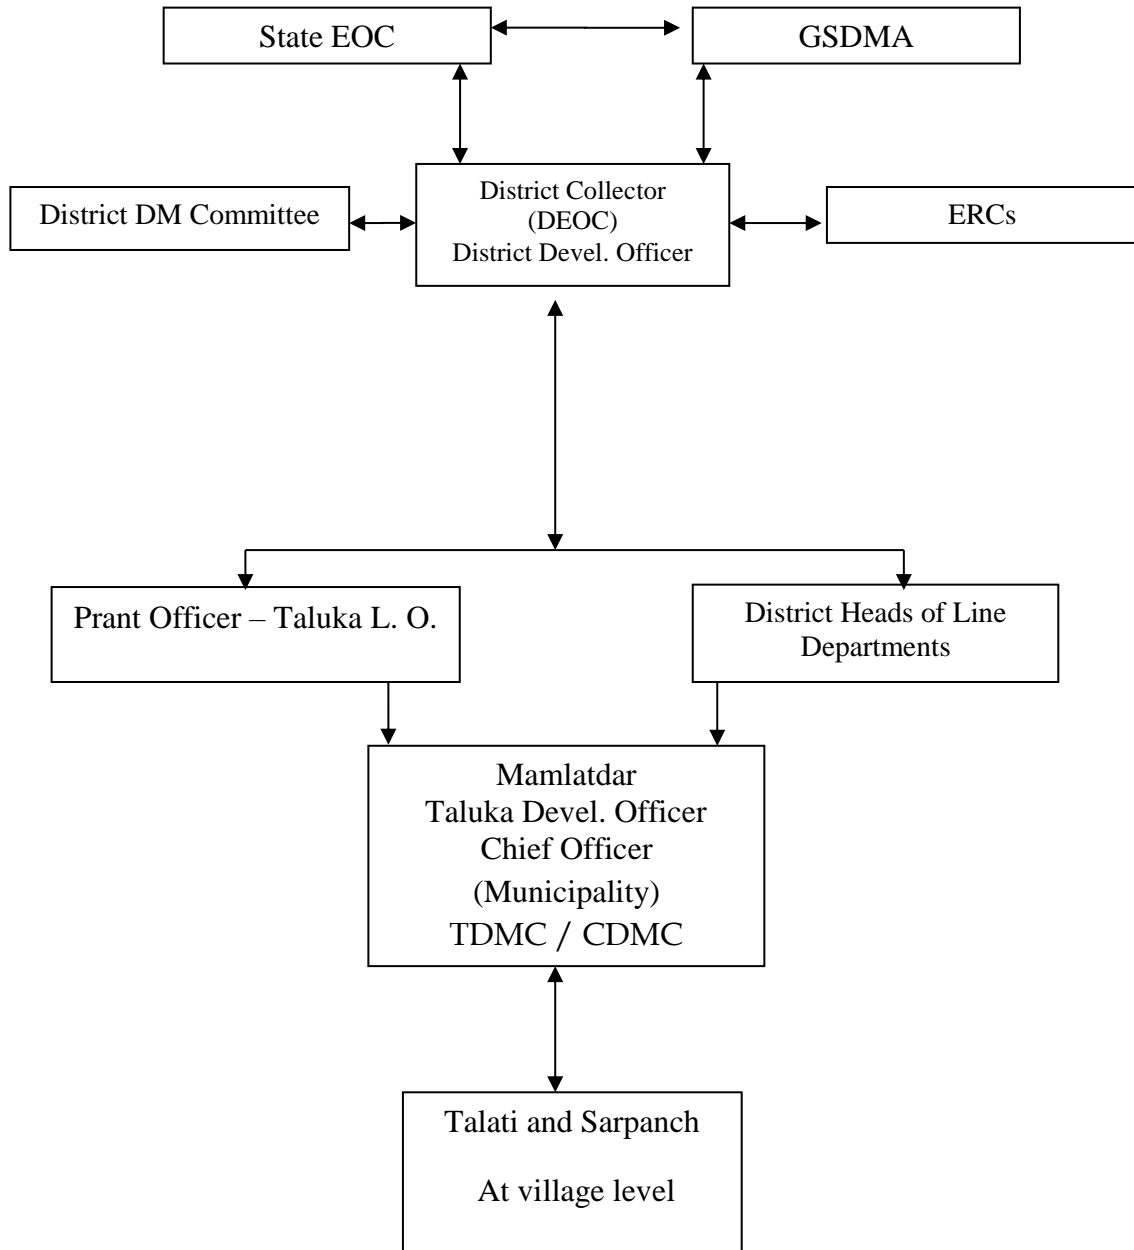 State EOC
GSDMA
District Collector
(DEOC)
District Devel. Officer
District DM Committee
ERCs
Prant Officer – Taluka L. O.
District Heads of Line
Departments
Mamlatdar
Taluka Devel. Officer
Chief Officer
(Municipality)
TDMC / CDMC
Talati and Sarpanch
At village level